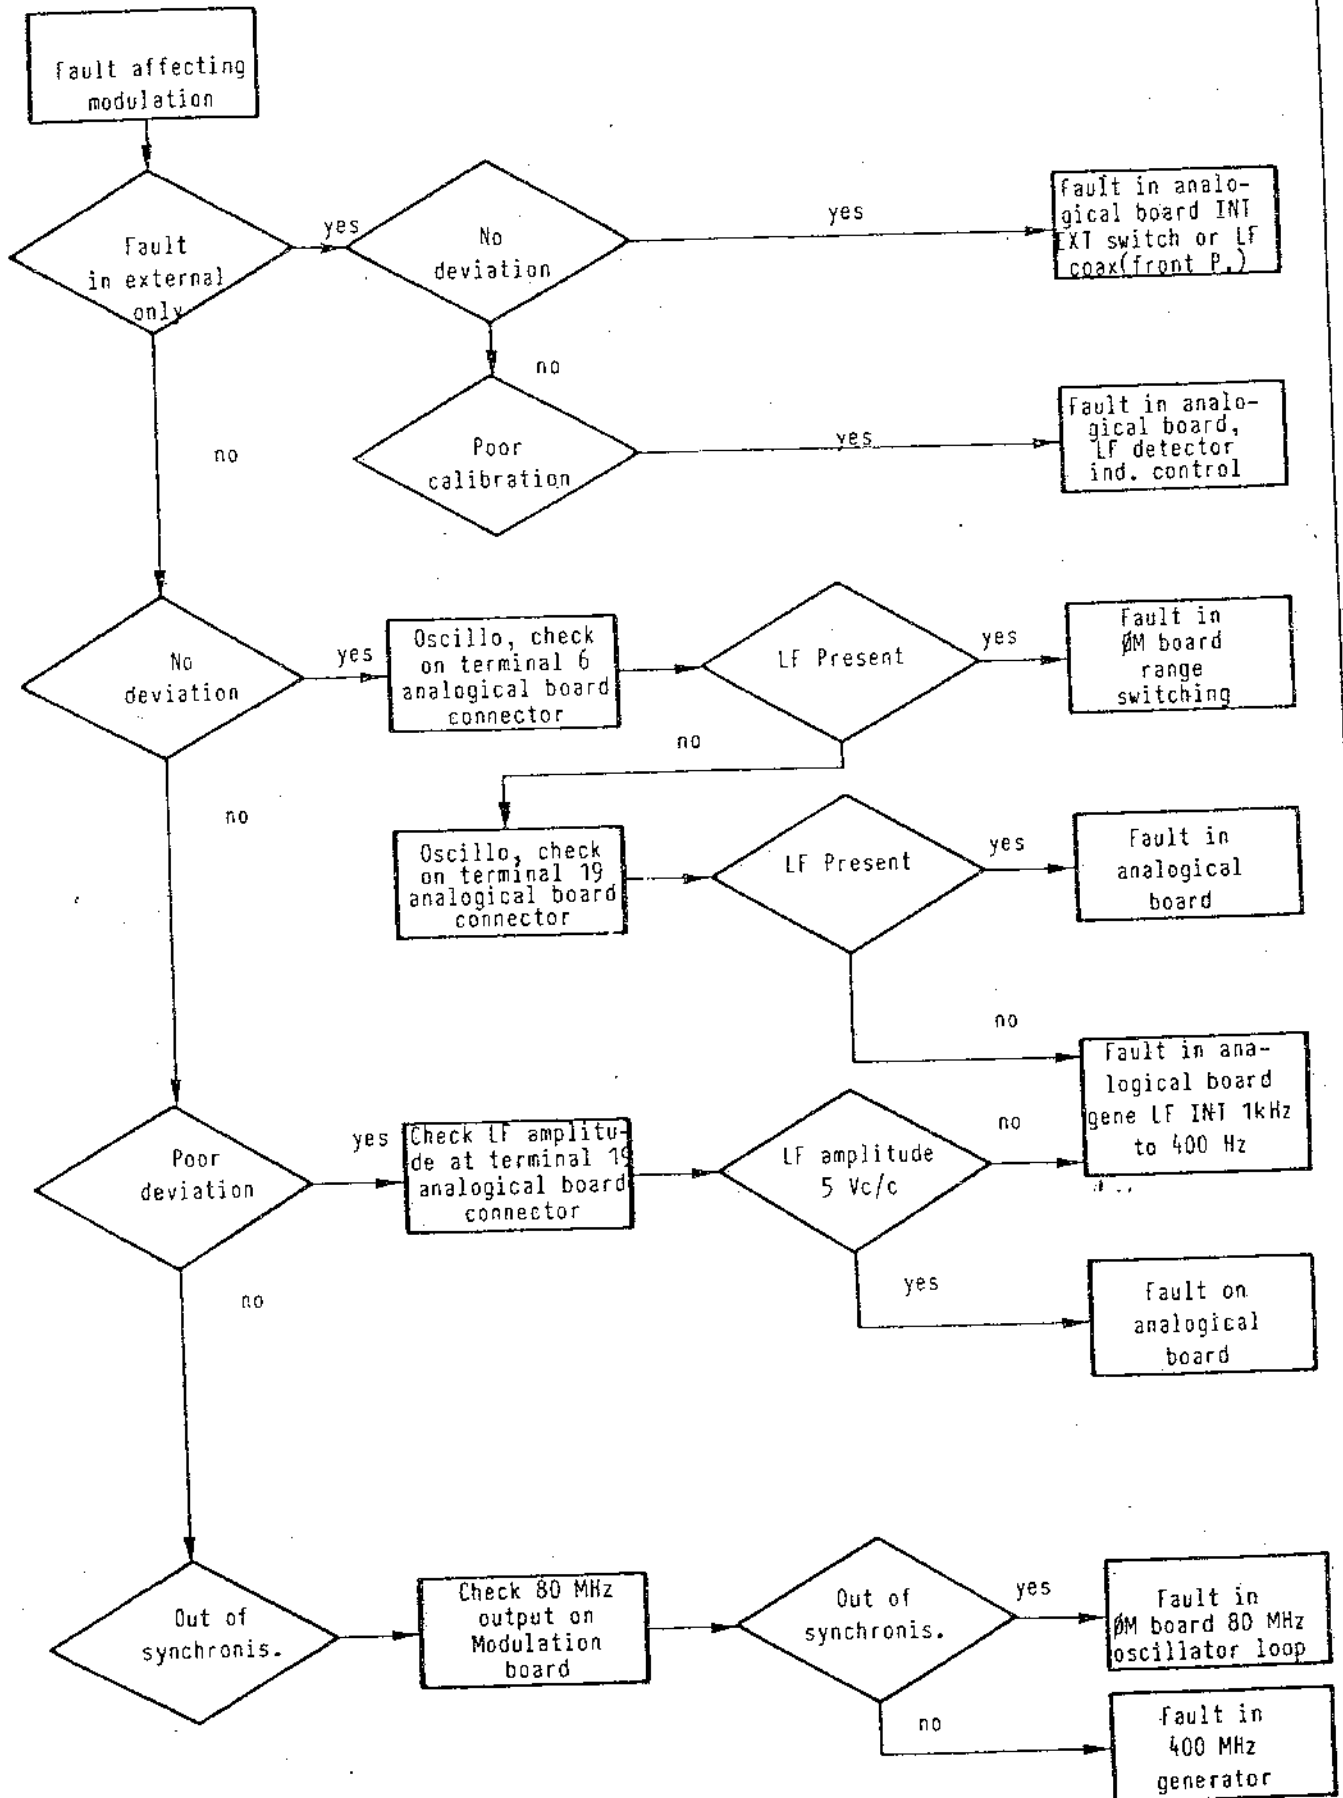 Fault affecting
modulation
Fault
in external
only
yes
No
deviation
yes
Fault in analo-
gical board INT
EXT switch or LF
coax(front P.)
no
no
Poor
calibration
yes
Fault in analo-
gical board,
LF detector
ind. control
No
deviation
yes
Oscillo, check
on terminal 6
analogical board
connector
LF Present
yes
Fault in
ØM board
range
switching
no
no
Oscillo, check
on terminal 19
analogical board
connector
LF Present
yes
Fault in
analogical
board
no
Fault in ana-
logical board
gene LF INT 1kHz
to 400 Hz
Poor
deviation
yes
Check LF amplitu-
de at terminal 19
analogical board
connector
LF amplitude
5 Vc/c
no
yes
Fault on
analogical
board
no
Out of
synchronis.
Check 80 MHz
output on
Modulation
board
Out of
synchronis.
yes
Fault in
ØM board 80 MHz
oscillator loop
no
Fault in
400 MHz
generator